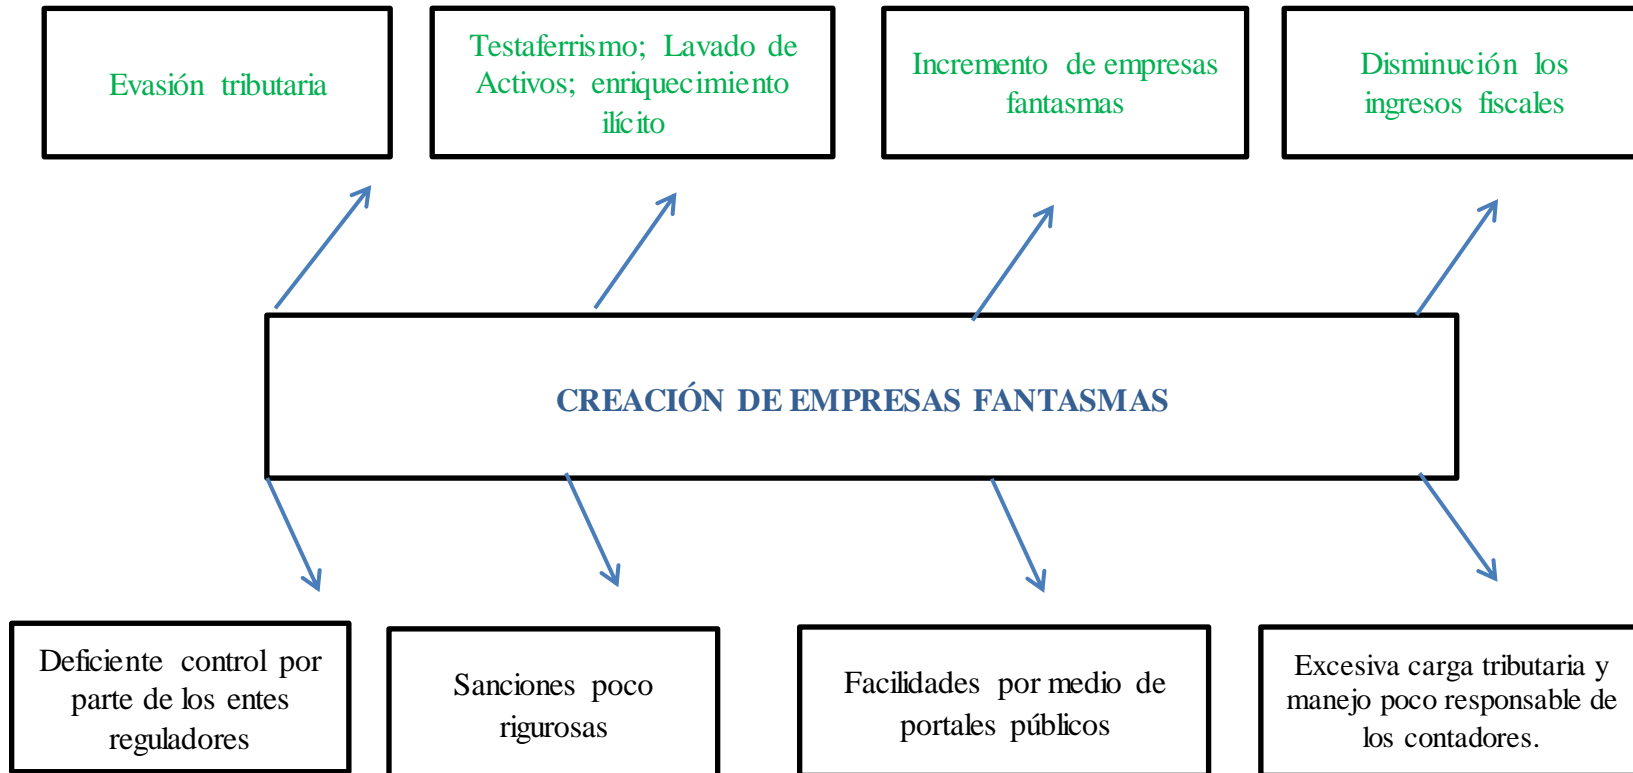 Evasión tributaria
Testaferrismo; Lavado de
Activos; enriquecimiento
ilícito
Incremento de empresas
fantasmas
Disminución los
ingresos fiscales
CREACIÓN DE EMPRESAS FANTASMAS
Deficiente control por
parte de los entes
reguladores
Sanciones poco
rigurosas
Facilidades por medio de
portales públicos
Excesiva carga tributaria y
manejo poco responsable de
los contadores.